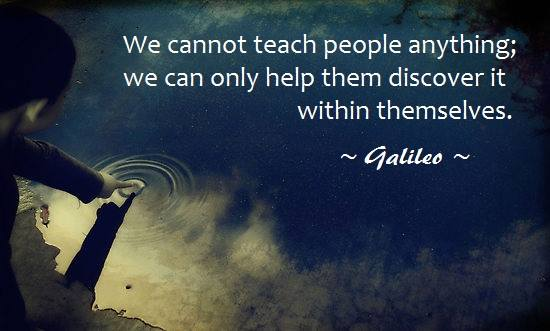 We cannot teach people anything;
we can only help them discover it
within themselves.
~ Galileo ~